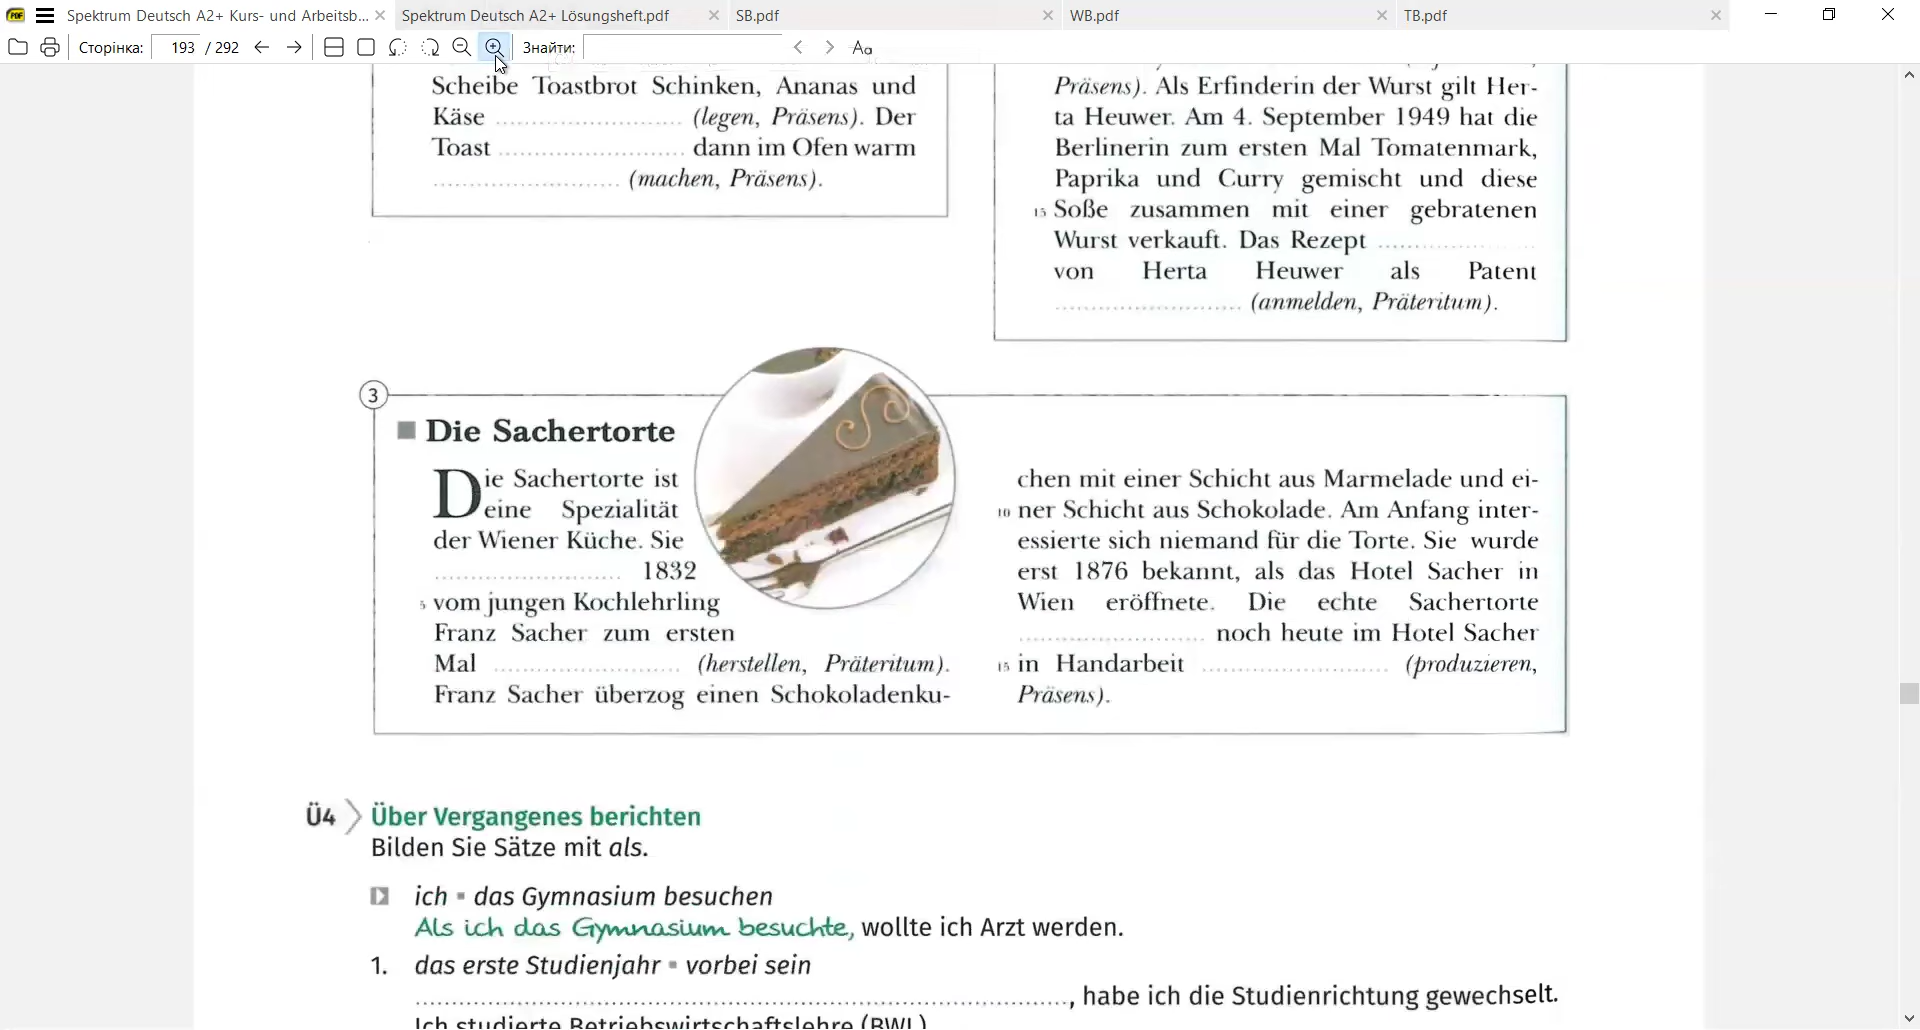 Spektrum Deutsch A2+ Kurs- und Arbeitsb...
Spektrum Deutsch A2+ Lösungsheft.pdf
SB.pdf
WB.pdf
TB.pdf
Сторінка: 193 / 292
Знайти:
Aa
Scheibe Toastbrot Schinken, Ananas und
Käse ........................ (legen, Präsens). Der
Toast ........................ dann im Ofen warm
........................ (machen, Präsens).
Präsens). Als Erfinderin der Wurst gilt Her-
ta Heuwer. Am 4. September 1949 hat die
Berlinerin zum ersten Mal Tomatenmark,
Paprika und Curry gemischt und diese
15 Soße zusammen mit einer gebratenen
Wurst verkauft. Das Rezept ....................
von Herta Heuwer als Patent
........................ (anmelden, Präteritum).
3
Die Sachertorte
Die Sachertorte ist
eine Spezialität
der Wiener Küche. Sie
........................ 1832
5 vom jungen Kochlehrling
Franz Sacher zum ersten
Mal ........................ (herstellen, Präteritum).
Franz Sacher überzog einen Schokoladenku-
chen mit einer Schicht aus Marmelade und ei-
10 ner Schicht aus Schokolade. Am Anfang inter-
essierte sich niemand für die Torte. Sie wurde
erst 1876 bekannt, als das Hotel Sacher in
Wien eröffnete. Die echte Sachertorte
........................ noch heute im Hotel Sacher
15 in Handarbeit ........................ (produzieren,
Präsens).
Ü4 Über Vergangenes berichten
Bilden Sie Sätze mit als.
ich ▪ das Gymnasium besuchen
Als ich das Gymnasium besuchte, wollte ich Arzt werden.
1. das erste Studienjahr ▪ vorbei sein
........................................................................, habe ich die Studienrichtung gewechselt.
Ich studierte Betriebswirtschaftslehre (BWL)